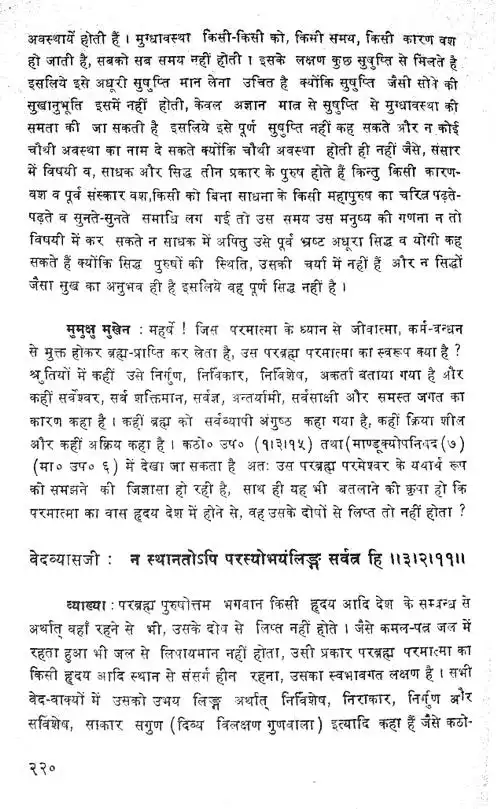 अवस्थायें होती हैं । मुग्धावस्था किसी-किसी को, किसी समय, किसी कारण वश
हो जाती है, सबको सब समय नहीं होती । इसके लक्षण कुछ सुषुप्ति से मिलते है
इसलिये इसे अधूरी सुषुप्ति मान लेना उचित है क्योंकि सुषुप्ति जैसी सोने की
सुखानुभूति इसमें नहीं होती, केवल अज्ञान मात्र से सुषुप्ति से मुग्धावस्था की
समता की जा सकती है इसलिये इसे पूर्ण सुषुप्ति नहीं कह सकते और न कोई
चौथी अवस्था का नाम दे सकते क्योंकि चौथी अवस्था होती ही नहीं जैसे, संसार
में विषयी व, साधक और सिद्ध तीन प्रकार के पुरुष होते हैं किन्तु किसी कारण-
वश व पूर्व संस्कार वश,किसी को बिना साधना के किसी महापुरुष का चरित्र पढ़ते-
पढ़ते व सुनते-सुनते समाधि लग गई तो उस समय उस मनुष्य की गणना न तो
विषयी में कर सकते न साधक में अपितु उसे पूर्व भ्रष्ट अधूरा सिद्ध व योगी कह
सकते हैं क्योंकि सिद्ध पुरुषों की स्थिति, उसकी चर्या में नहीं हैं और न सिद्धों
जैसा सुख का अनुभव ही है इसलिये वह पूर्ण सिद्ध नहीं है ।
मुमुक्षु मुखेन : महर्षे ! जिस परमात्मा के ध्यान से जीवात्मा, कर्म-बन्धन
से मुक्त होकर ब्रह्म-प्राप्ति कर लेता है, उस परब्रह्म परमात्मा का स्वरूप क्या है ?
श्रुतियों में कहीं उसे निर्गुण, निर्विकार, निर्विशेष, अकर्ता बताया गया है और
कहीं सर्वेश्वर, सर्व शक्तिमान, सर्वज्ञ, अन्तर्यामी, सर्वसाक्षी और समस्त जगत का
कारण कहा है । कहीं ब्रह्म को सर्वव्यापी अंगुष्ठ कहा गया है, कहीं क्रिया शील
और कहीं अक्रिय कहा है । कठो० उप० (१।३।१५) तथा(माण्डूक्योपनिषद(७)
(मा० उप० ६) में देखा जा सकता है अतः उस परब्रह्म परमेश्वर के यथार्थ रूप
को समझने की जिज्ञासा हो रही है, साथ ही यह भी बतलाने की कृपा हो कि
परमात्मा का वास हृदय देश में होने से, वह उसके दोषों से लिप्त तो नहीं होता ?
वेदव्यासजी : न स्थानतोऽपि परस्योभयंलिङ्ग सर्वत्र हि ॥३।२।११॥
व्याख्या : परब्रह्म पुरुषोत्तम भगवान किसी हृदय आदि देश के सम्बन्ध से
अर्थात् वहाँ रहने से भी, उसके दोष से लिप्त नहीं होते । जैसे कमल-पत्र जल में
रहता हुआ भी जल से लिपायमान नहीं होता, उसी प्रकार परब्रह्म परमात्मा का
किसी हृदय आदि स्थान से संसर्ग हीन रहना, उसका स्वभावगत लक्षण है । सभी
वेद-वाक्यों में उसको उभय लिङ्ग अर्थात् निर्विशेष, निराकार, निर्गुण और
सविशेष, साकार सगुण (दिव्य विलक्षण गुणवाला) इत्यादि कहा हैं जैसे कठो-
२२०